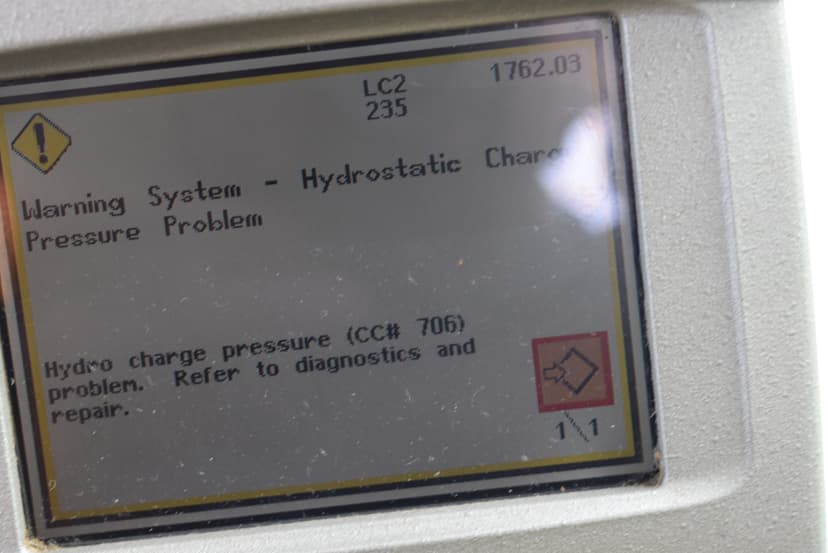 LC2 1762.03
235
Warning System - Hydrostatic
Pressure Problem
Hydro charge pressure (CC# 706)
problem. Refer to diagnostics and
repair.
1 1